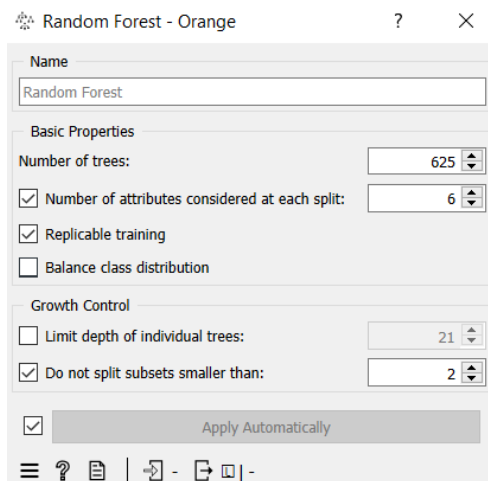 Random Forest - Orange ?
Name
Random Forest
Basic Properties
Number of trees: 625
Number of attributes considered at each split: 6
Replicable training
Balance class distribution
Growth Control
Limit depth of individual trees: 21
Do not split subsets smaller than: 2
Apply Automatically
? - | -